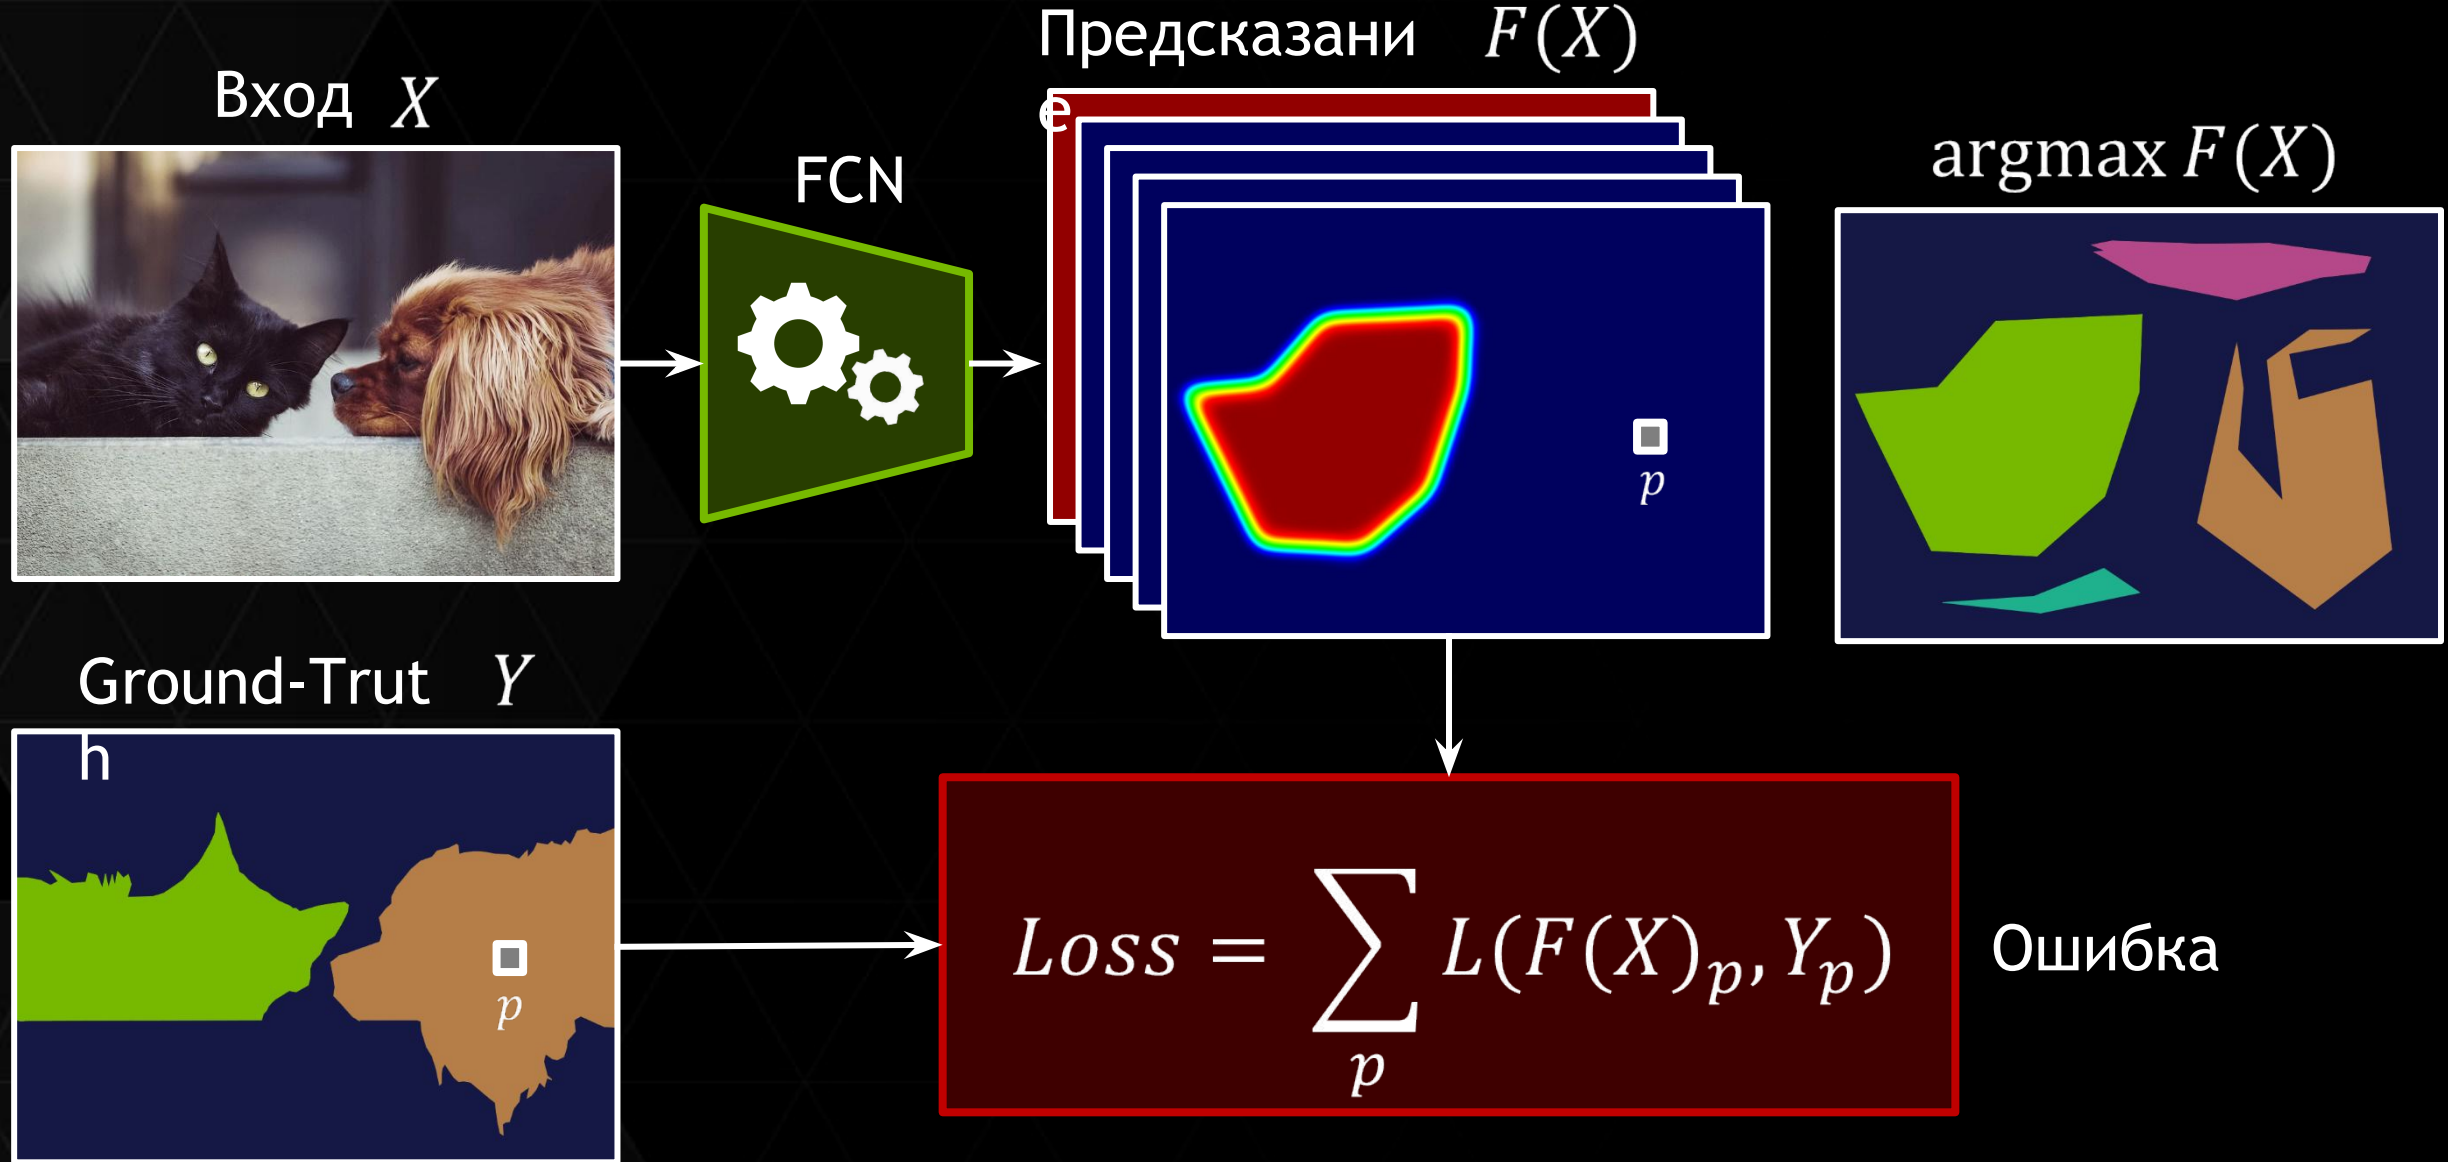 Вход X
FCN
Предсказани F(X)
е
argmax F(X)
p
Ground-Trut Y
h
p
Loss = ∑ L(F(X)p, Yp)
p
Ошибка